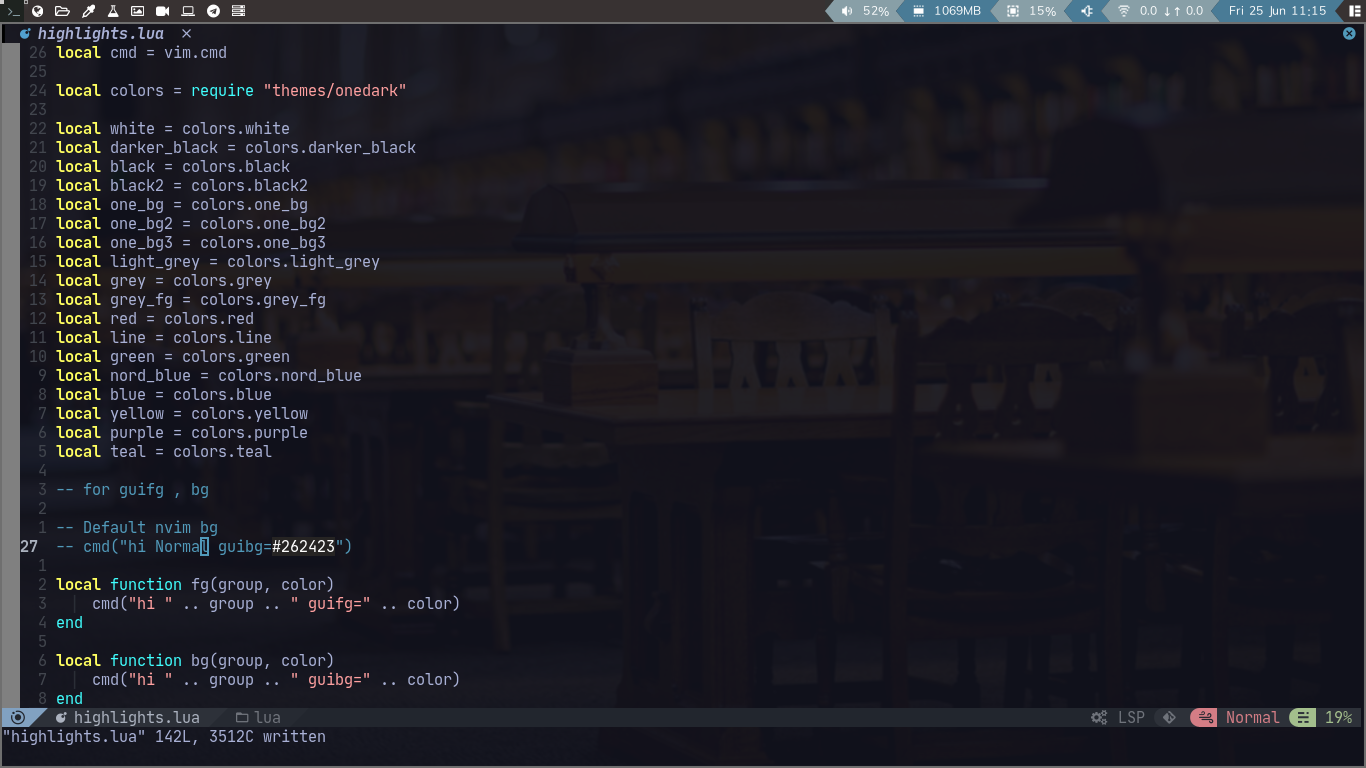 52% 1069MB 15% 0.0 ↓↑ 0.0 Fri 25 Jun 11:15
highlights.lua ×
26 local cmd = vim.cmd
25
24 local colors = require "themes/onedark"
23
22 local white = colors.white
21 local darker_black = colors.darker_black
20 local black = colors.black
19 local black2 = colors.black2
18 local one_bg = colors.one_bg
17 local one_bg2 = colors.one_bg2
16 local one_bg3 = colors.one_bg3
15 local light_grey = colors.light_grey
14 local grey = colors.grey
13 local grey_fg = colors.grey_fg
12 local red = colors.red
11 local line = colors.line
10 local green = colors.green
9 local nord_blue = colors.nord_blue
8 local blue = colors.blue
7 local yellow = colors.yellow
6 local purple = colors.purple
5 local teal = colors.teal
4
3 -- for guifg , bg
2
1 -- Default nvim bg
27 -- cmd("hi Normal guibg=#262423")
1
2 local function fg(group, color)
3 cmd("hi " .. group .. " guifg=" .. color)
4 end
5
6 local function bg(group, color)
7 cmd("hi " .. group .. " guibg=" .. color)
8 end
highlights.lua lua LSP Normal 19%
"highlights.lua" 142L, 3512C written